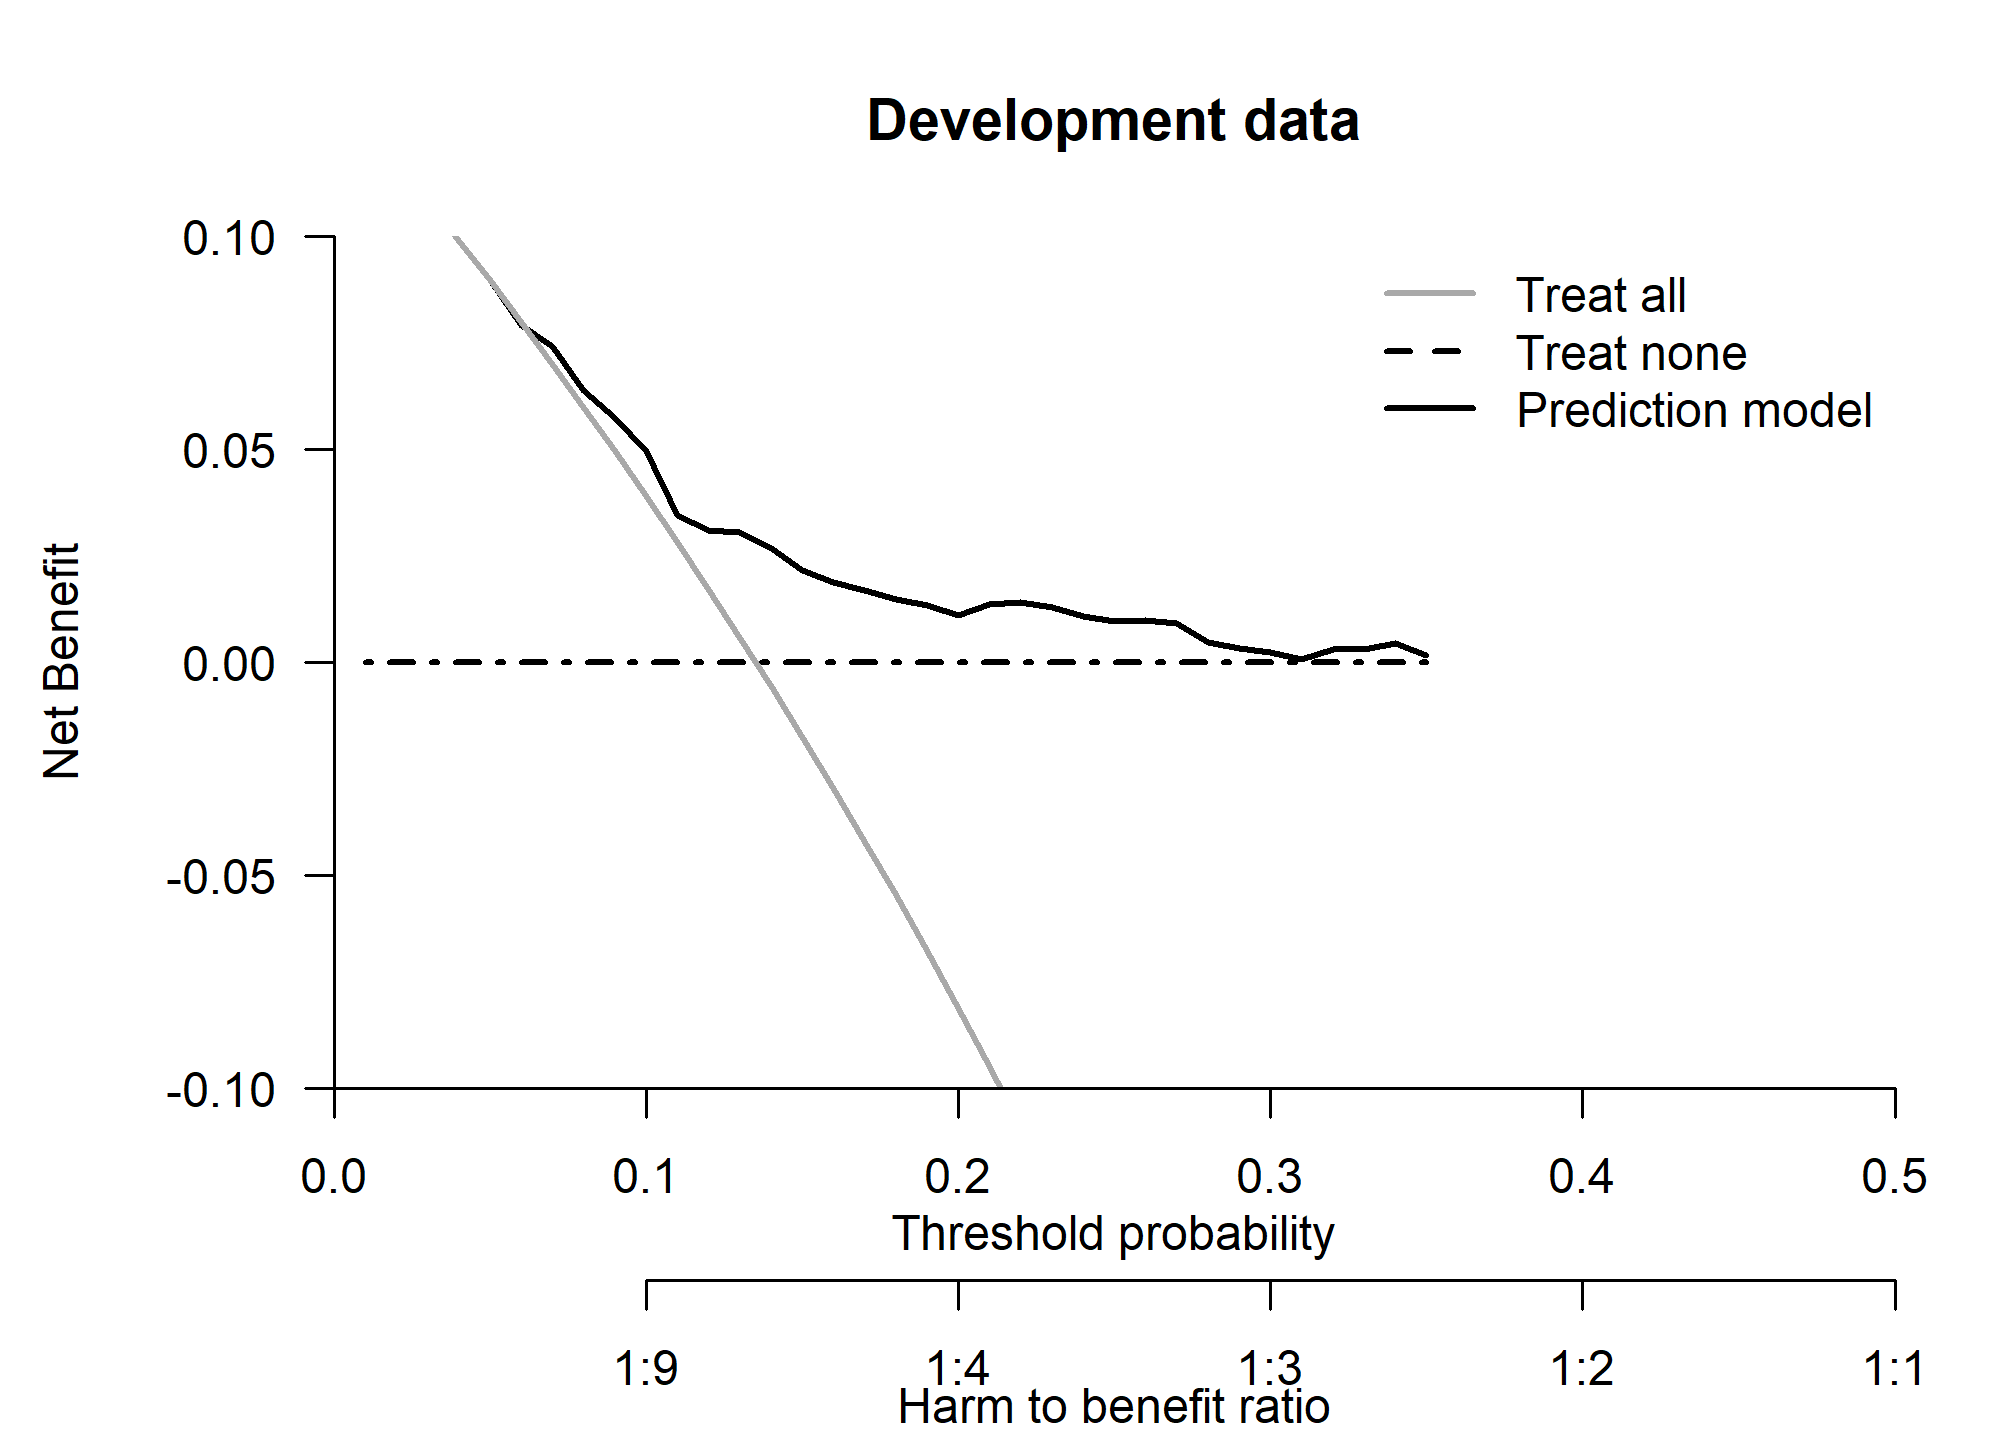 Development data
0.10
Treat all
Treat none
Prediction model
0.05
Net Benefit
0.00
-0.05
-0.10
0.0 0.1 0.2 0.3 0.4 0.5
Threshold probability
1:9 1:4 1:3 1:2 1:1
Harm to benefit ratio